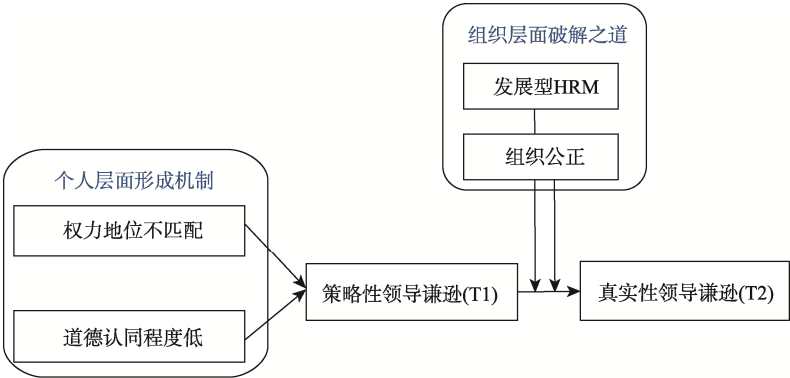 组织层面破解之道
发展型HRM
组织公正
个人层面形成机制
权力地位不匹配
策略性领导谦逊(T1)
真实性领导谦逊(T2)
道德认同程度低